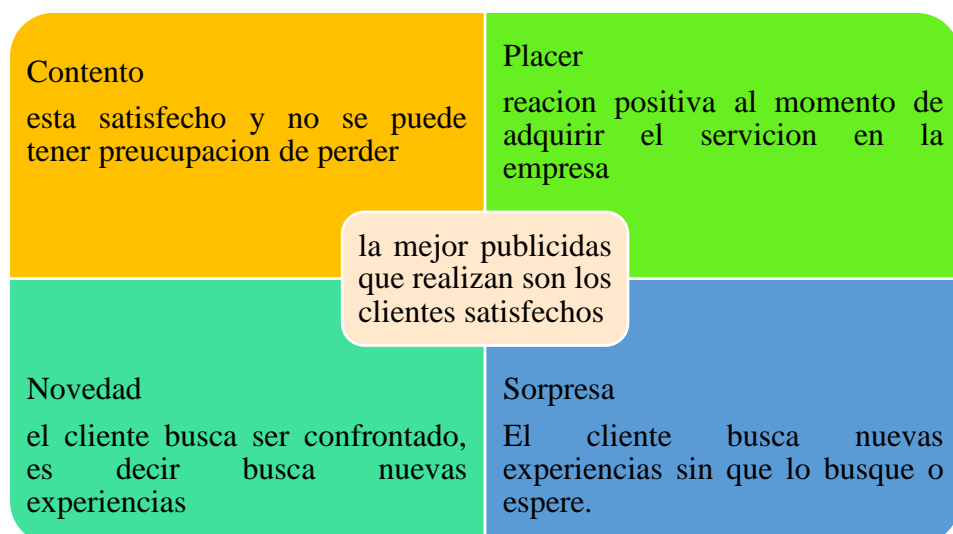 Contento
esta satisfecho y no se puede
tener preucupacion de perder
Placer
reacion positiva al momento de
adquirir el servicion en la
empresa
la mejor publicidas
que realizan son los
clientes satisfechos
Novedad
el cliente busca ser confrontado,
es decir busca nuevas
experiencias
Sorpresa
El cliente busca nuevas
experiencias sin que lo busque o
espere.